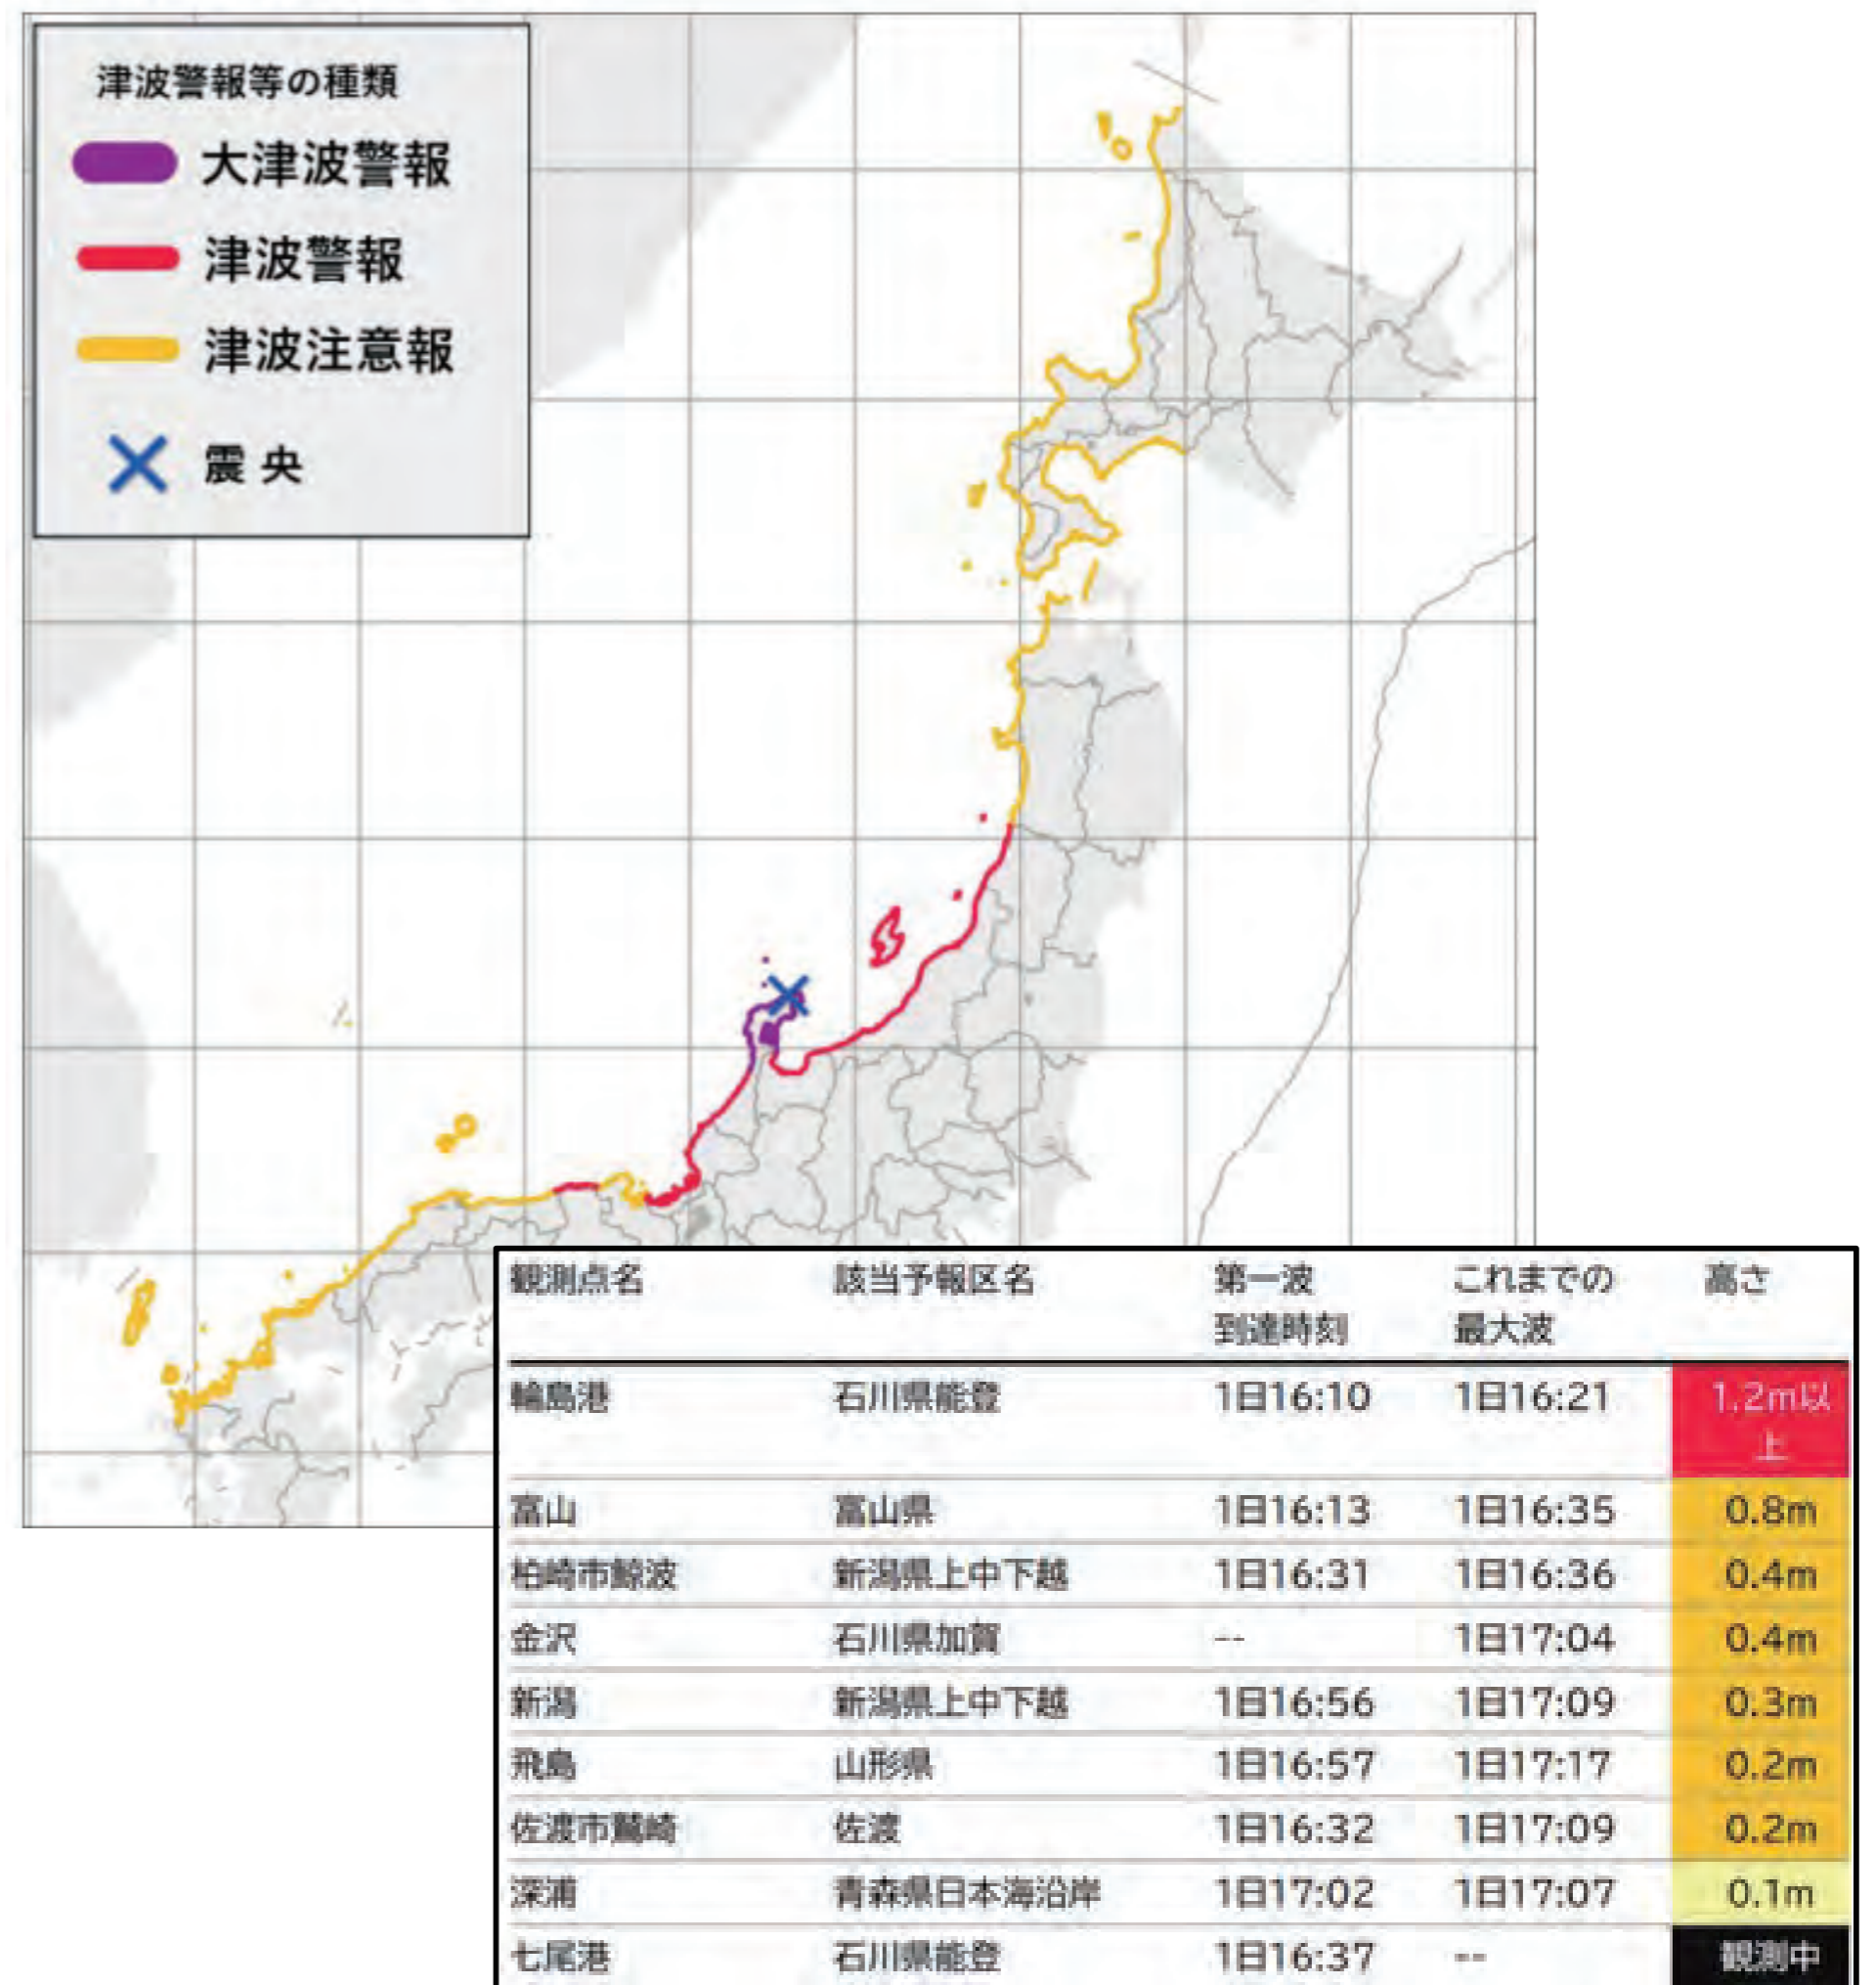 津波警報等の種類
大津波警報
津波警報
津波注意報
震央
観測点名 該当予報区名 第一波到達時刻 これまでの最大波 高さ
輪島港 石川県能登 1日16:10 1日16:21 1.2m以上
富山 富山県 1日16:13 1日16:35 0.8m
柏崎市鯨波 新潟県上中下越 1日16:31 1日16:36 0.4m
金沢 石川県加賀 -- 1日17:04 0.4m
新潟 新潟県上中下越 1日16:56 1日17:09 0.3m
飛島 山形県 1日16:57 1日17:17 0.2m
佐渡市鷲崎 佐渡 1日16:32 1日17:09 0.2m
深浦 青森県日本海沿岸 1日17:02 1日17:07 0.1m
七尾港 石川県能登 1日16:37 -- 観測中